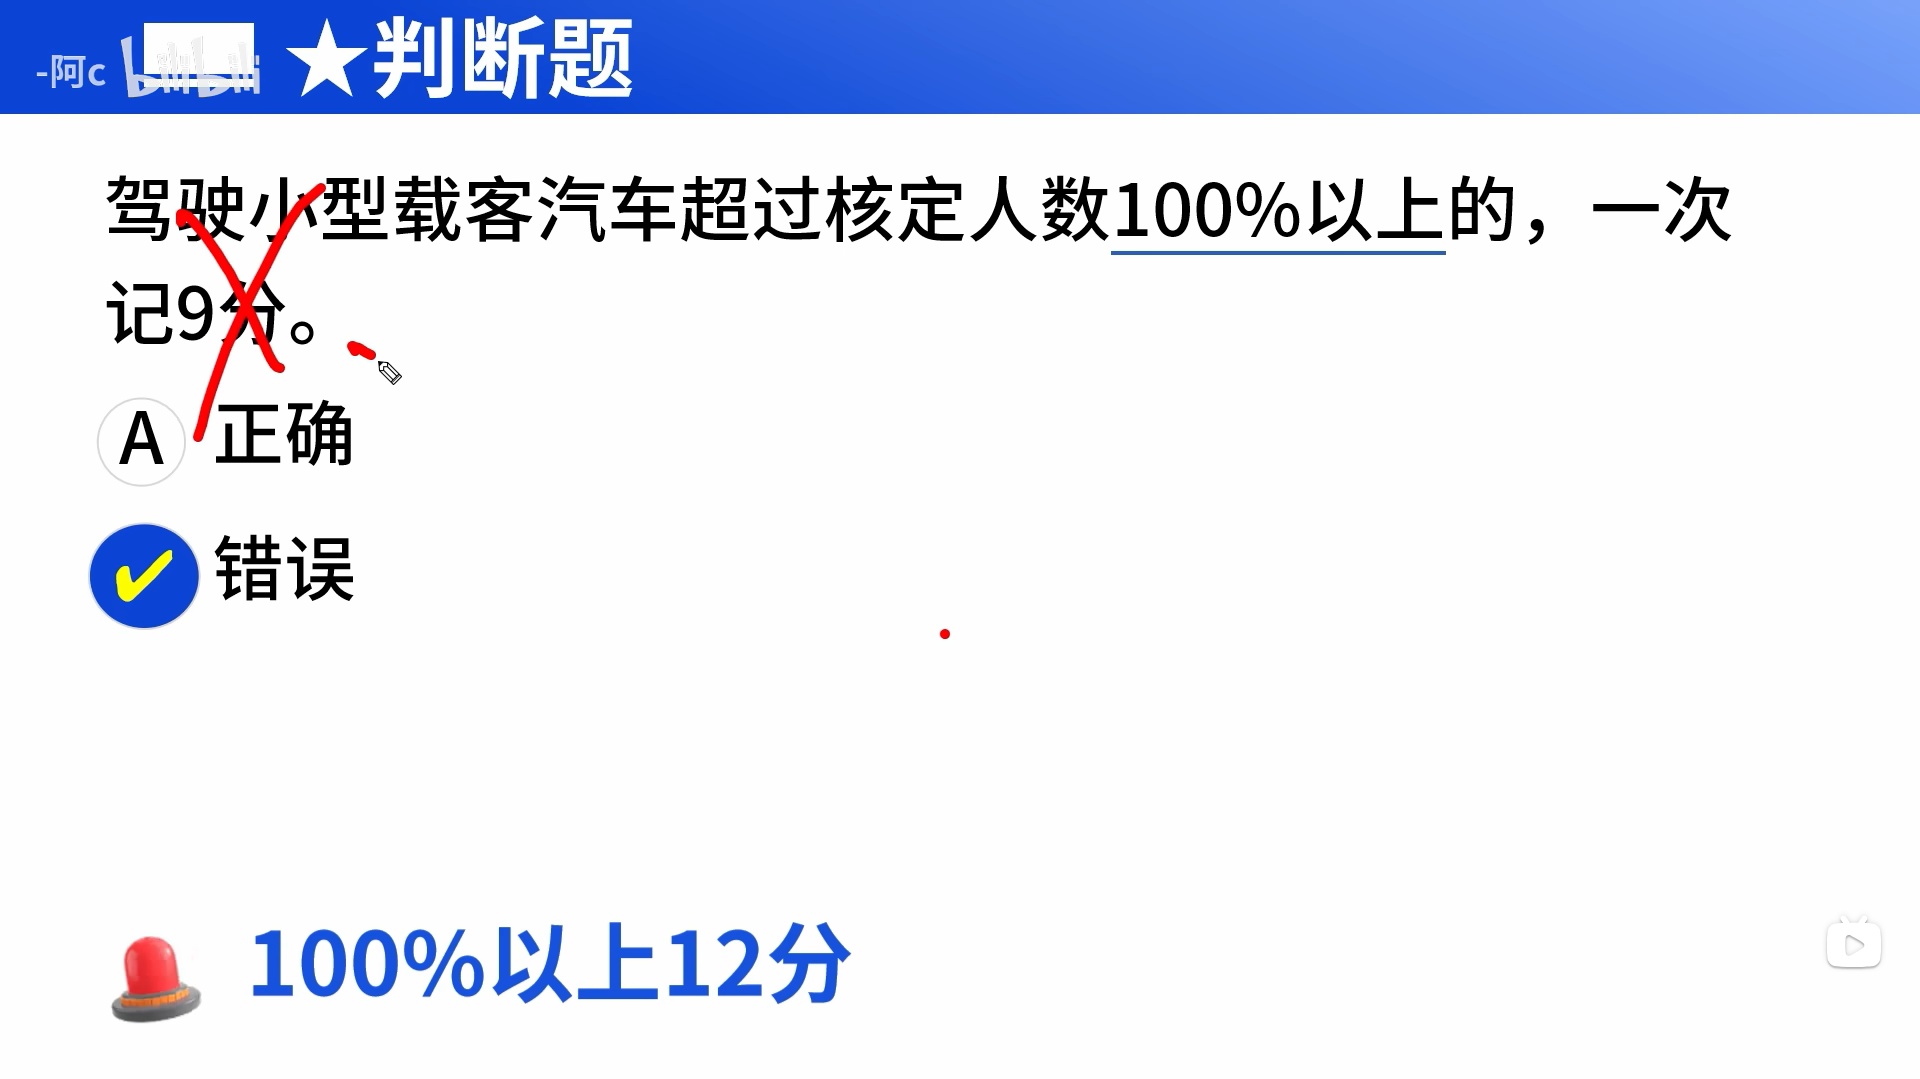 -阿c bilibili ★判断题
驾驶小型载客汽车超过核定人数100%以上的，一次
记9分。
A 正确
✔ 错误
100%以上12分